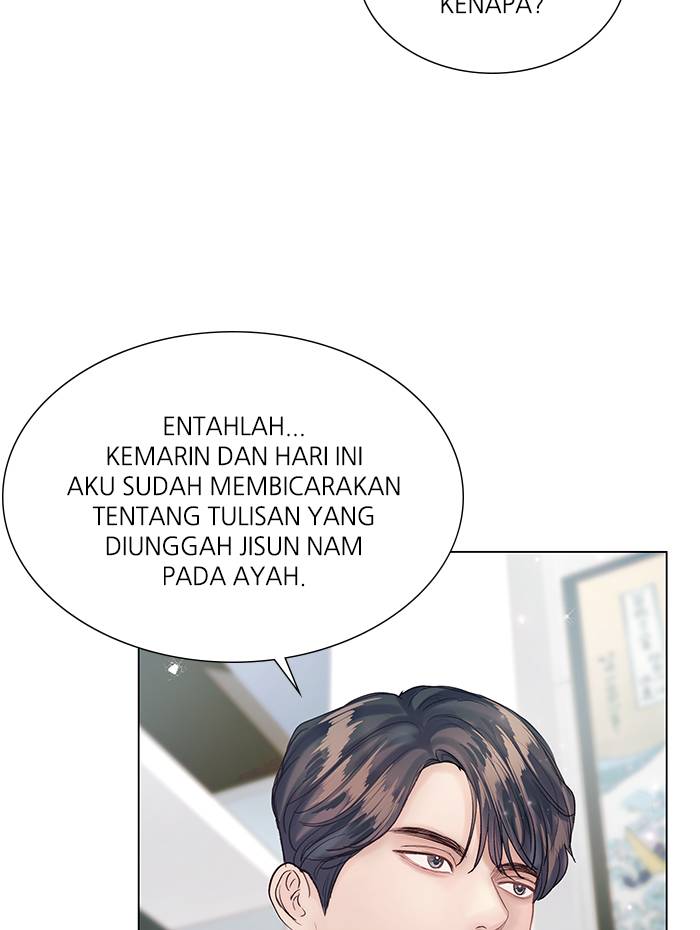 KENAPA?
ENTAHLAH...
KEMARIN DAN HARI INI
AKU SUDAH MEMBICARAKAN
TENTANG TULISAN YANG
DIUNGGAH JISUN NAM
PADA AYAH.